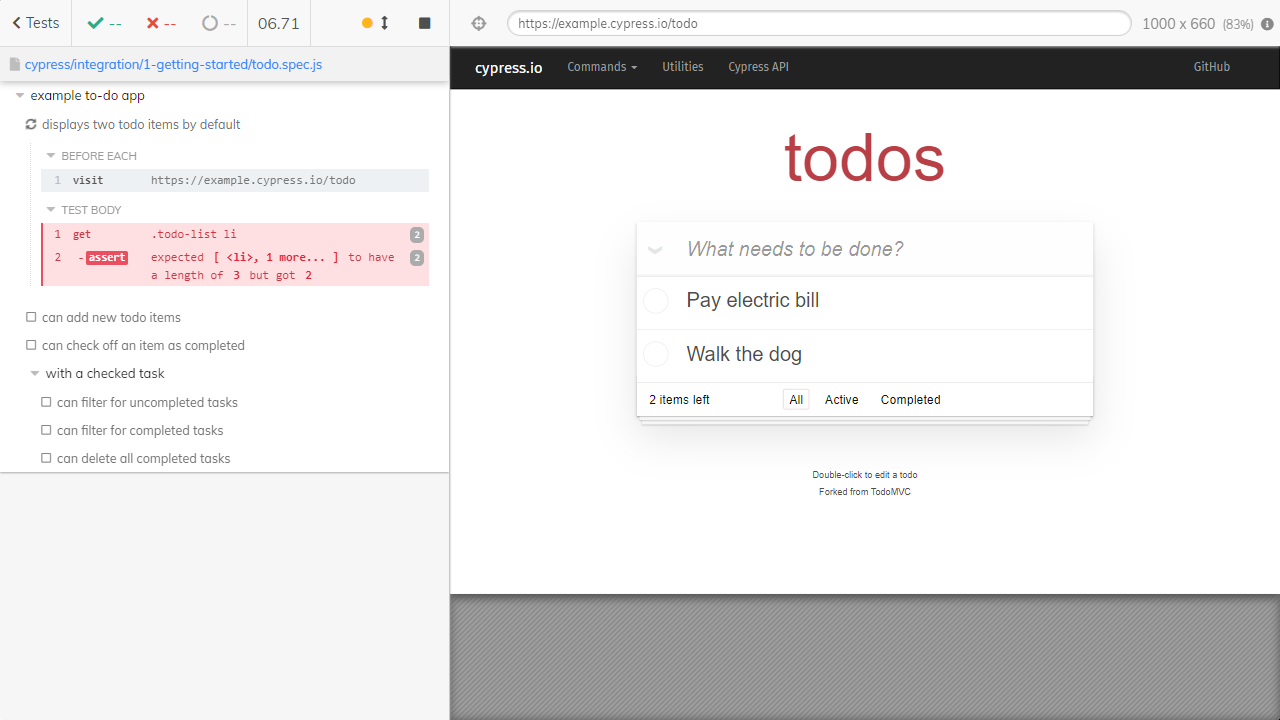 Tests -- -- -- 06.71
https://example.cypress.io/todo 1000 x 660 (83%)
cypress/integration/1-getting-started/todo.spec.js
example to-do app
displays two todo items by default
BEFORE EACH
1 visit https://example.cypress.io/todo
TEST BODY
1 get .todo-list li 2
2 -assert expected [ <li>, 1 more... ] to have 2
a length of 3 but got 2
can add new todo items
can check off an item as completed
with a checked task
can filter for uncompleted tasks
can filter for completed tasks
can delete all completed tasks
cypress.io Commands Utilities Cypress API GitHub
todos
What needs to be done?
Pay electric bill
Walk the dog
2 items left All Active Completed
Double-click to edit a todo
Forked from TodoMVC